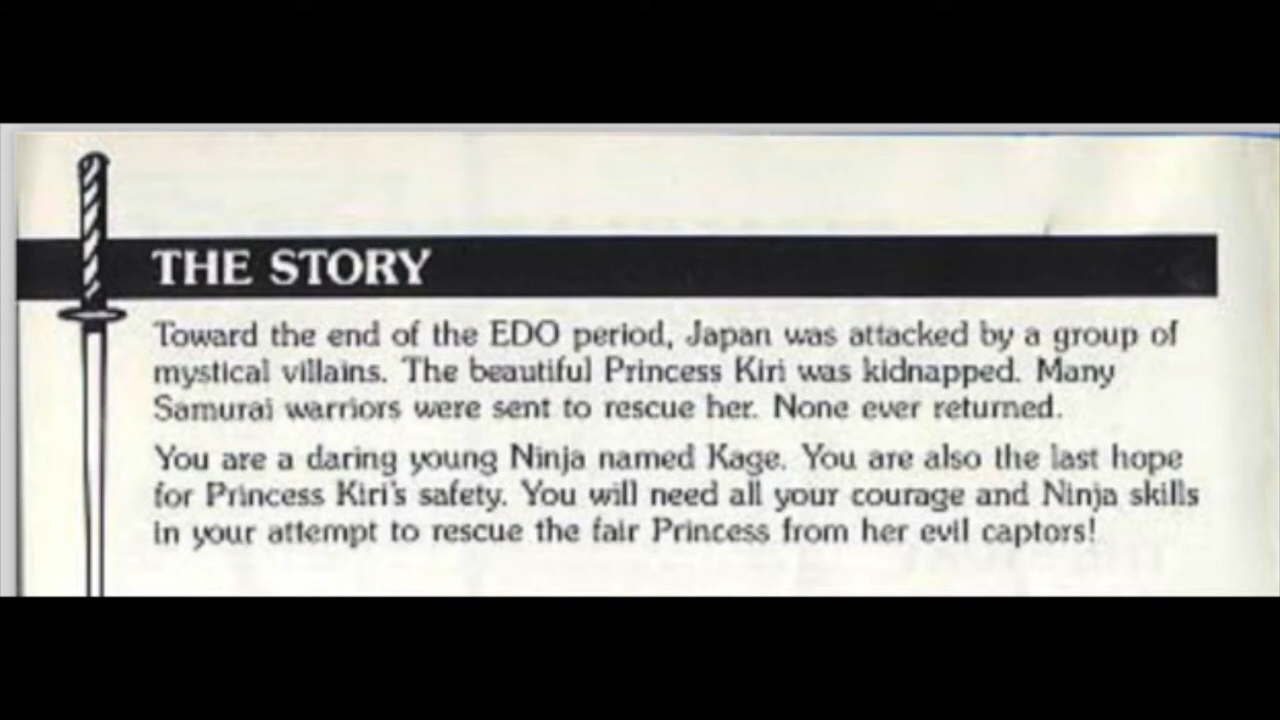 THE STORY
Toward the end of the EDO period, Japan was attacked by a group of
mystical villains. The beautiful Princess Kiri was kidnapped. Many
Samurai warriors were sent to rescue her. None ever returned.
You are a daring young Ninja named Kage. You are also the last hope
for Princess Kiri's safety. You will need all your courage and Ninja skills
in your attempt to rescue the fair Princess from her evil captors!